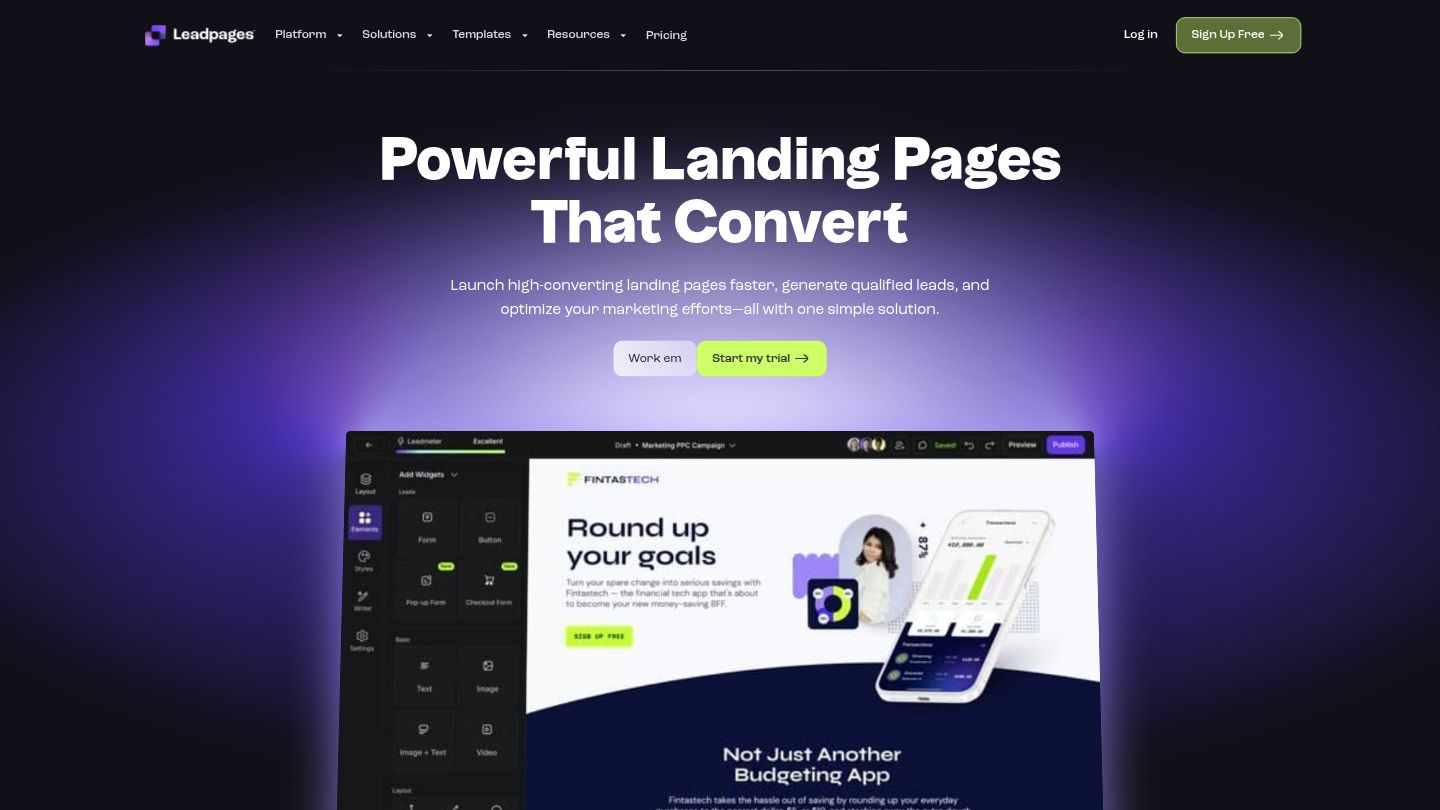 Leadpages
Platform
Solutions
Templates
Resources
Pricing
Log in
Sign Up Free
Powerful Landing Pages
That Convert
Launch high-converting landing pages faster, generate qualified leads, and
optimize your marketing efforts—all with one simple solution.
Work em
Start my trial
Leadmeter
Excellent
Draft • Marketing PPC Campaign
Saved!
Preview
Publish
Layout
Elements
Styles
Writer
Settings
Add Widgets
Leads
Form
Button
New
New
Pop-up Form
Checkout Form
Basic
Text
Image
Image + Text
Video
Layout
FINTASTECH
Round up
your goals
Turn your spare change into serious savings with
Fintastech — the financial tech app that's about
to become your new money-saving BFF.
SIGN UP FREE
+ 87%
Transactions
Transactions
Not Just Another
Budgeting App
Fintastech takes the hassle out of saving by rounding up your everyday